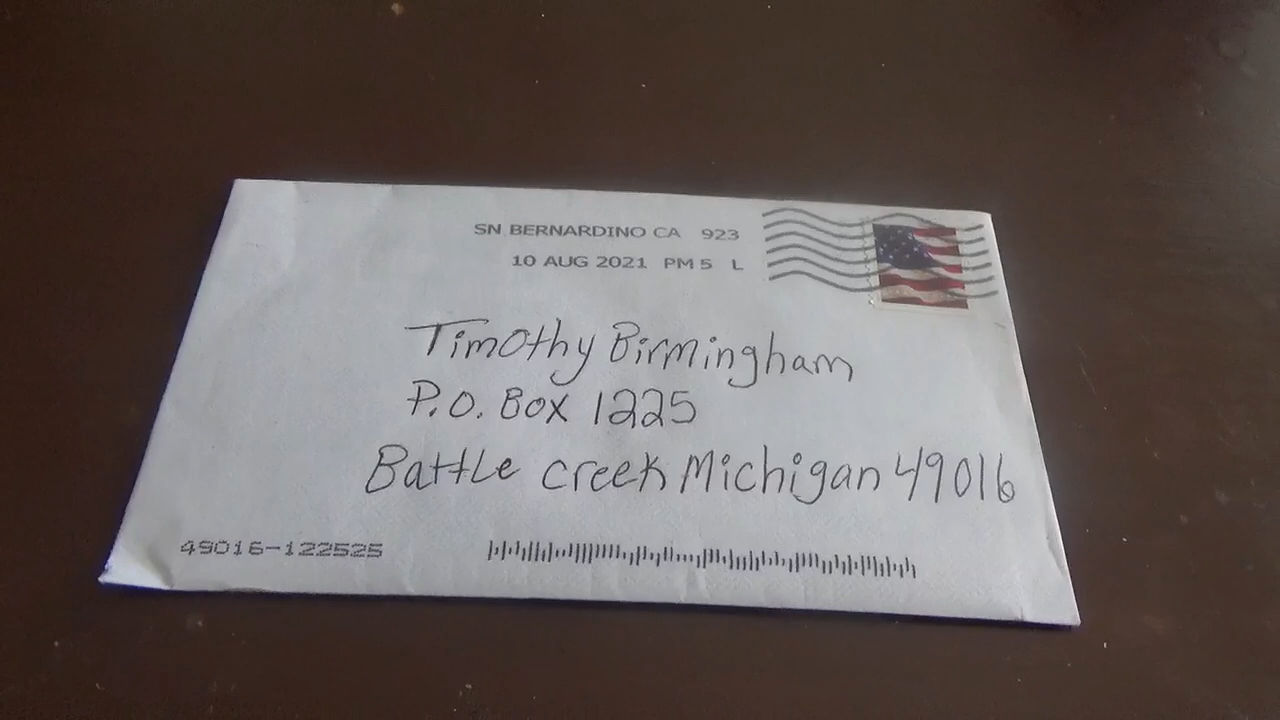 SN BERNARDINO CA 923
10 AUG 2021 PM 5 L
Timothy Birmingham
P.O. Box 1225
Battle Creek Michigan 49016
49016-122525